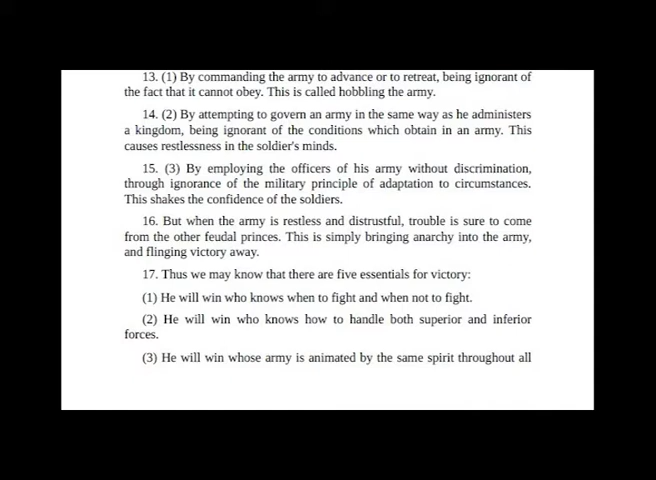 13. (1) By commanding the army to advance or to retreat, being ignorant of
the fact that it cannot obey. This is called hobbling the army.
14. (2) By attempting to govern an army in the same way as he administers
a kingdom, being ignorant of the conditions which obtain in an army. This
causes restlessness in the soldier's minds.
15. (3) By employing the officers of his army without discrimination,
through ignorance of the military principle of adaptation to circumstances.
This shakes the confidence of the soldiers.
16. But when the army is restless and distrustful, trouble is sure to come
from the other feudal princes. This is simply bringing anarchy into the army,
and flinging victory away.
17. Thus we may know that there are five essentials for victory:
(1) He will win who knows when to fight and when not to fight.
(2) He will win who knows how to handle both superior and inferior
forces.
(3) He will win whose army is animated by the same spirit throughout all